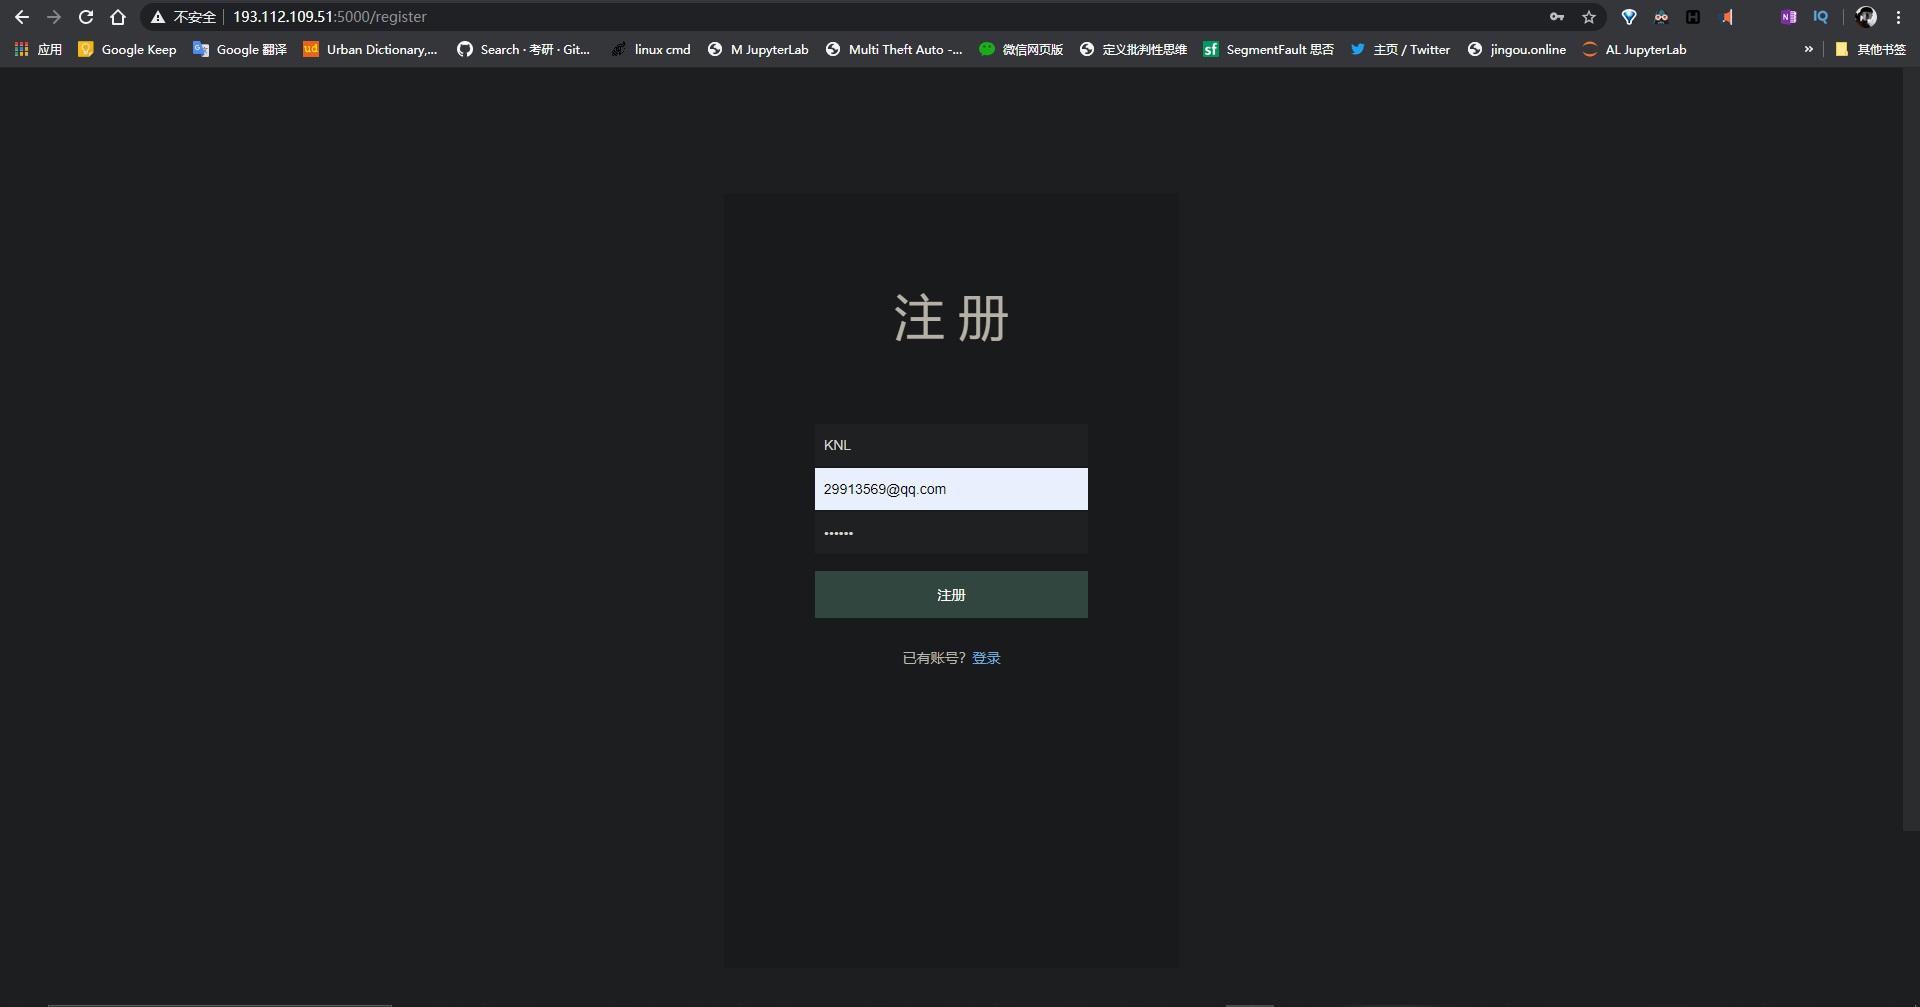 不安全 193.112.109.51:5000/register
应用 Google Keep Google 翻译 Urban Dictionary,... Search · 考研 · Git... linux cmd M JupyterLab Multi Theft Auto -... 微信网页版 定义批判性思维 SegmentFault 思否 主页 / Twitter jingou.online AL JupyterLab » 其他书签
注 册
KNL
29913569@qq.com
••••••
注册
已有账号? 登录